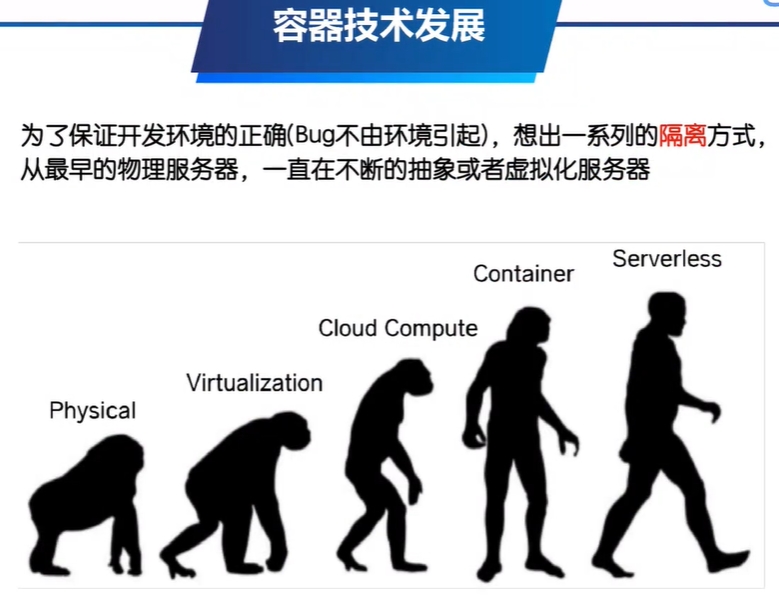 容器技术发展
为了保证开发环境的正确(Bug不由环境引起)，想出一系列的隔离方式，
从最早的物理服务器，一直在不断的抽象或者虚拟化服务器
Serverless
Container
Cloud Compute
Virtualization
Physical